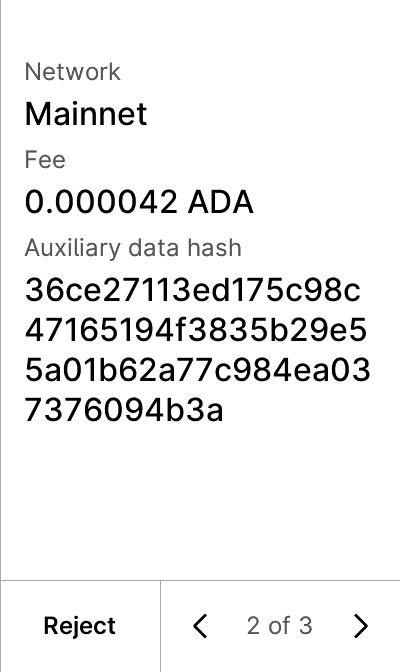 Network
Mainnet
Fee
0.000042 ADA
Auxiliary data hash
36ce27113ed175c98c
47165194f3835b29e5
5a01b62a77c984ea03
7376094b3a
Reject
2 of 3